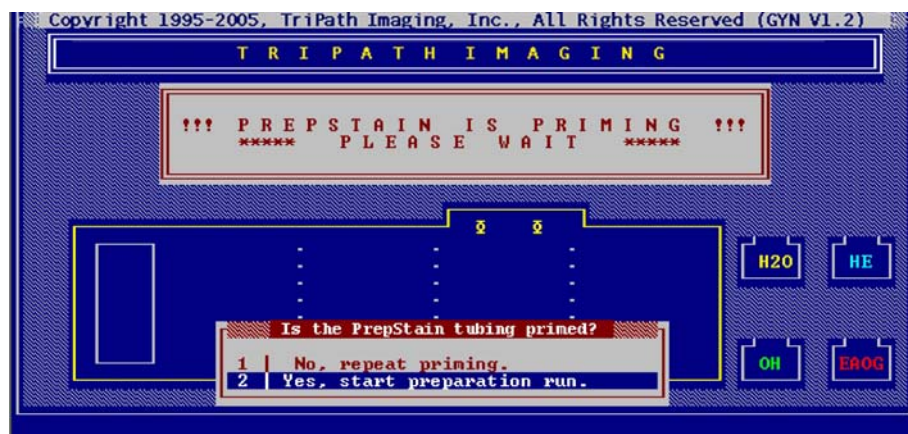 Copyright 1995-2005, TriPath Imaging, Inc., All Rights Reserved (GYN V1.2)
T R I P A T H I M A G I N G
!!! P R E P S T A I N I S P R I M I N G !!!
***** P L E A S E W A I T *****
H2O HE
Is the PrepStain tubing primed?
1 | No, repeat priming.
2 | Yes, start preparation run.
OH EAOG